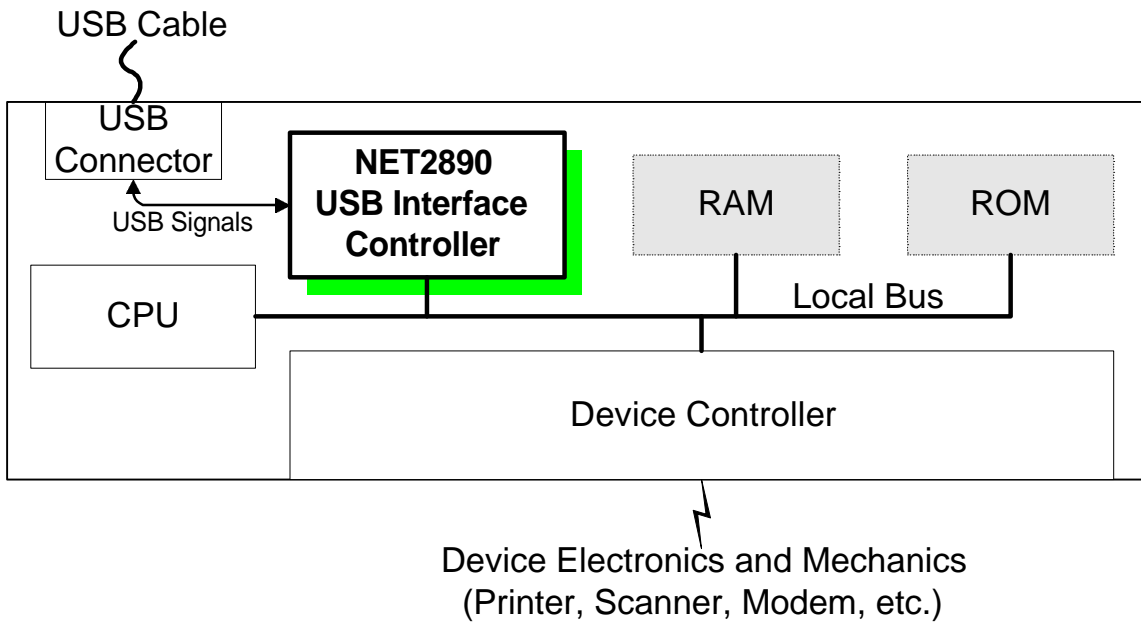 USB Cable
USB
Connector
NET2890
USB Interface
Controller
RAM
ROM
USB Signals
CPU
Local Bus
Device Controller
Device Electronics and Mechanics
(Printer, Scanner, Modem, etc.)